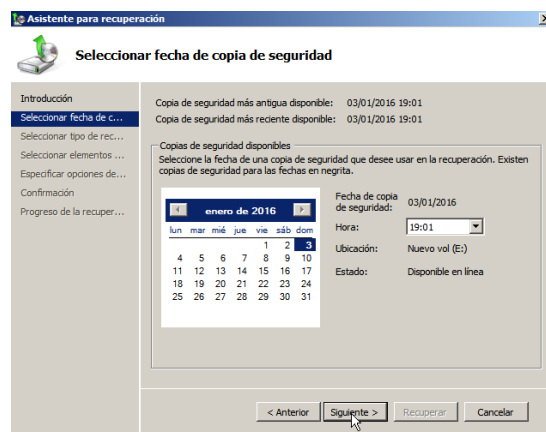 Asistente para recuperación
Seleccionar fecha de copia de seguridad
Introducción
Seleccionar fecha de c...
Seleccionar tipo de rec...
Seleccionar elementos ...
Especificar opciones de...
Confirmación
Progreso de la recuper...
Copia de seguridad más antigua disponible: 03/01/2016 19:01
Copia de seguridad más reciente disponible: 03/01/2016 19:01
Copias de seguridad disponibles
Seleccione la fecha de una copia de seguridad que desee usar en la recuperación. Existen
copias de seguridad para las fechas en negrita.
enero de 2016
lun mar mié jue vie sáb dom
1 2 3
4 5 6 7 8 9 10
11 12 13 14 15 16 17
18 19 20 21 22 23 24
25 26 27 28 29 30 31
Fecha de copia
de seguridad: 03/01/2016
Hora: 19:01
Ubicación: Nuevo vol (E:)
Estado: Disponible en línea
< Anterior Siguiente > Recuperar Cancelar